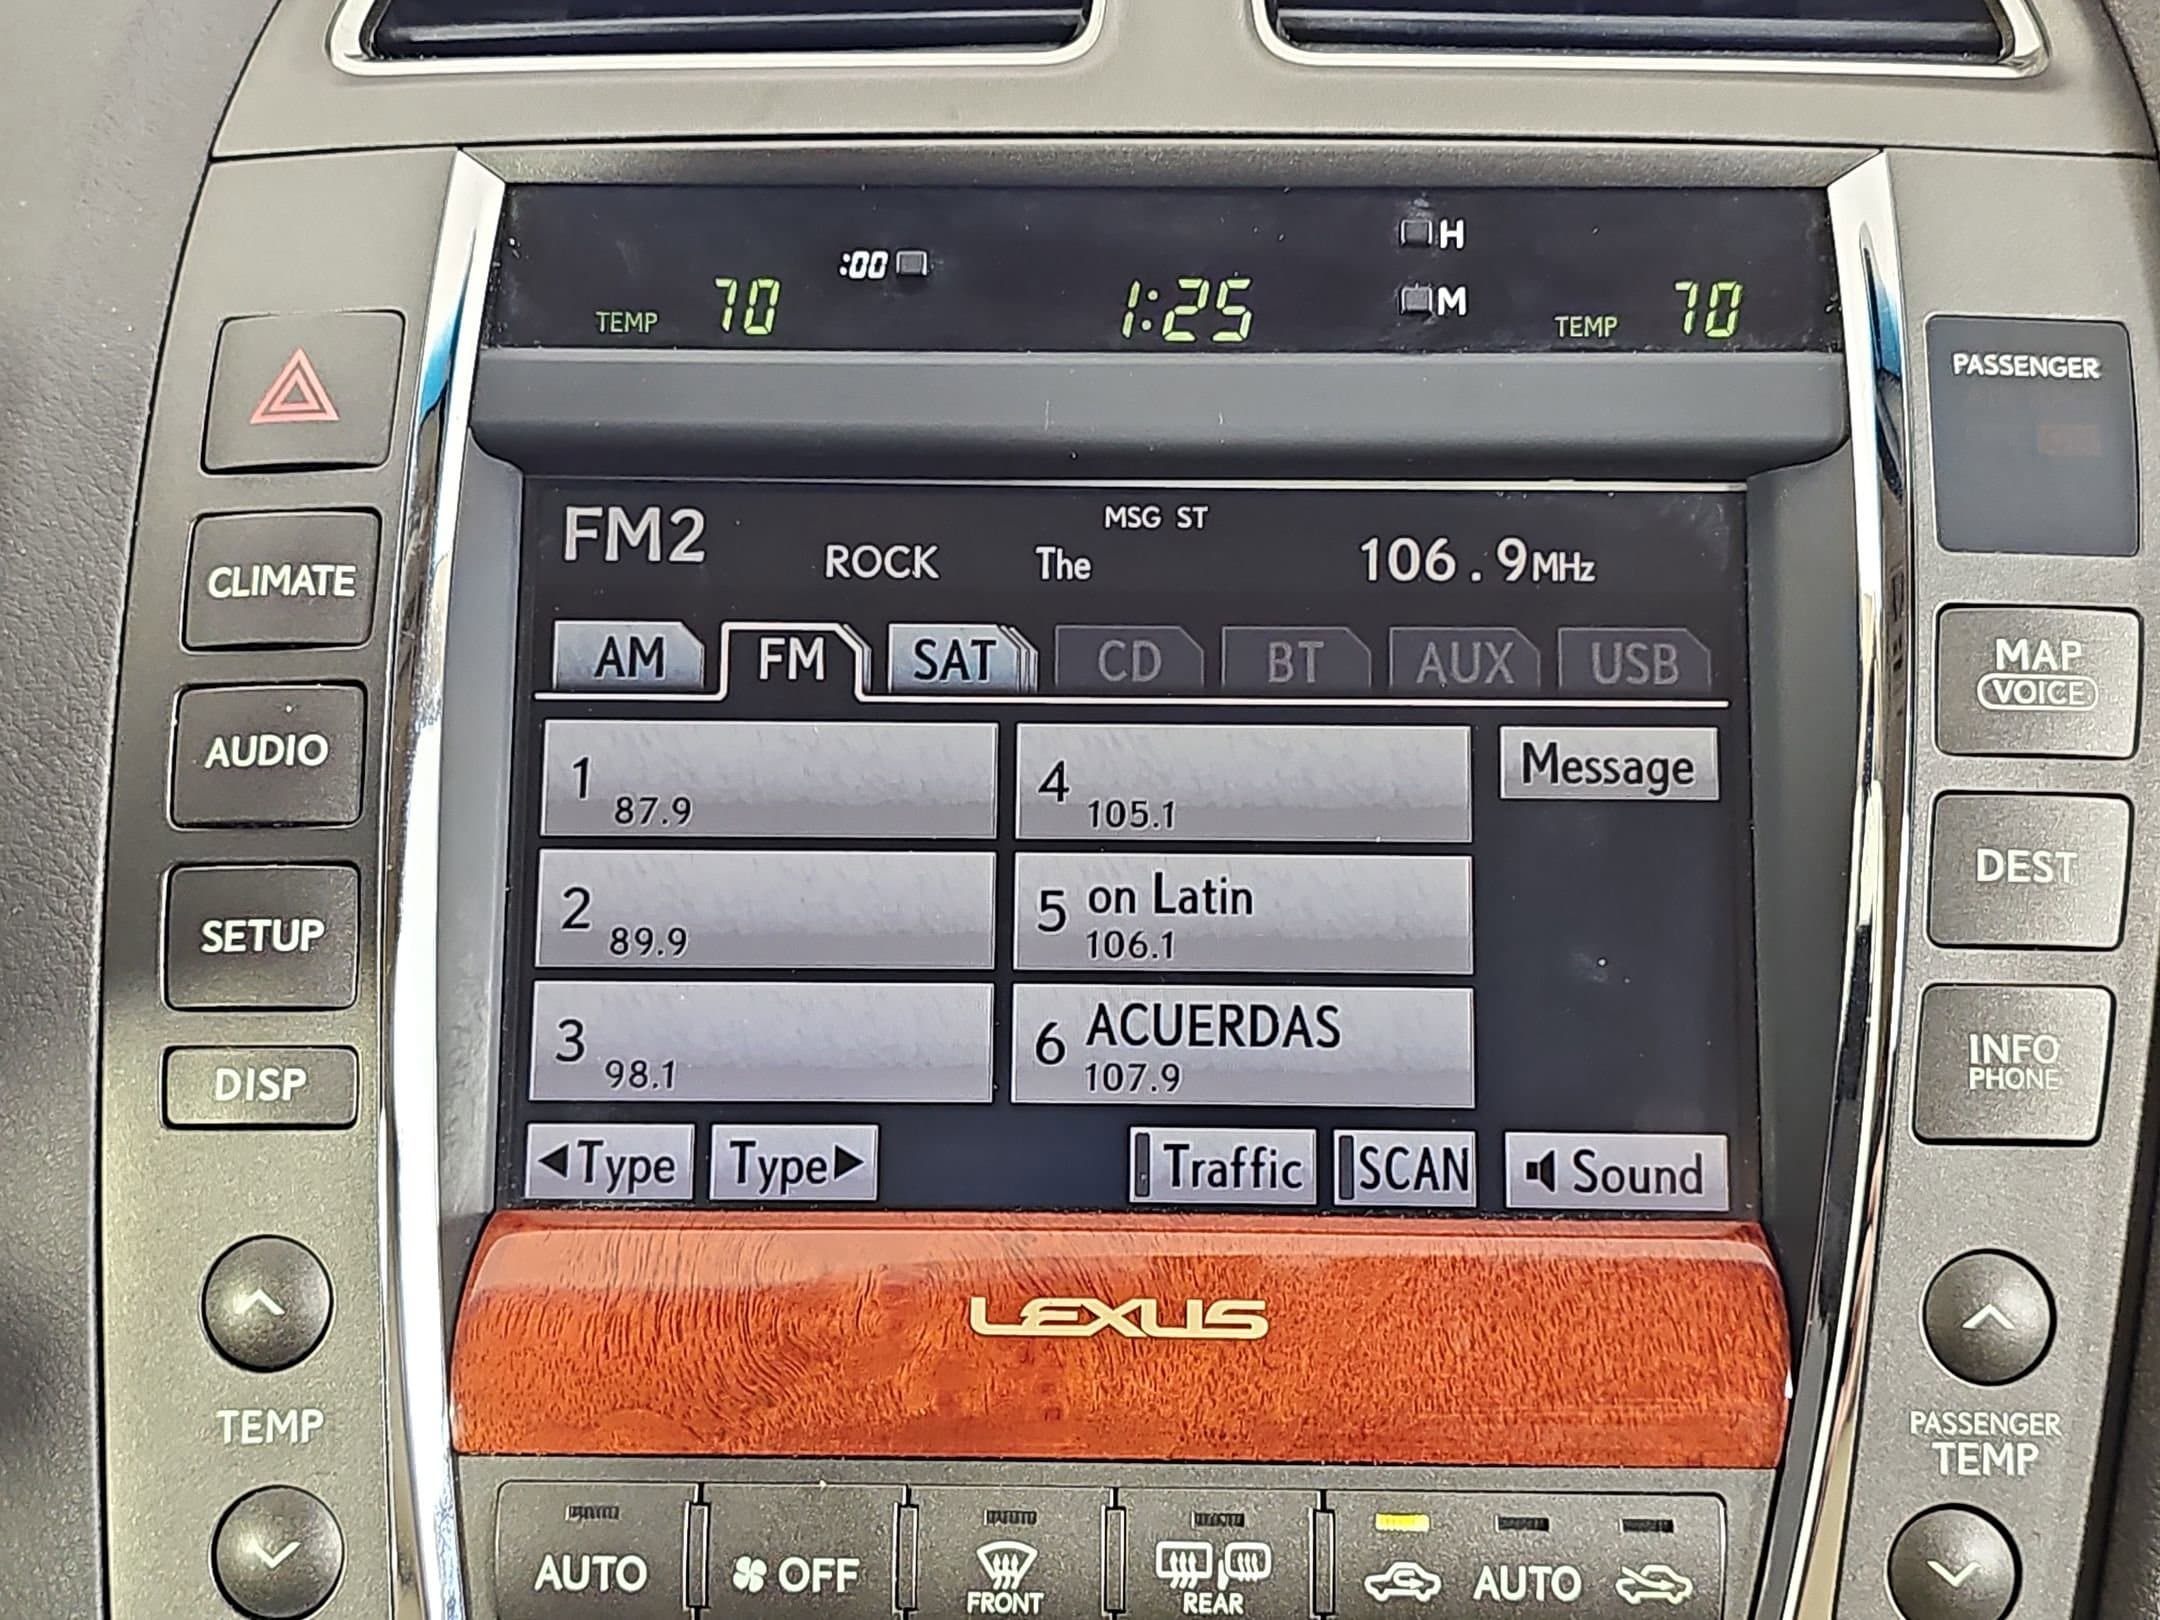 :00
H
TEMP 70
1:25
M
TEMP 70
PASSENGER
FM2
MSG ST
ROCK
The
106.9MHz
AM
FM
SAT
CD
BT
AUX
USB
1 87.9
4 105.1
Message
2 89.9
5 on Latin
106.1
3 98.1
6 ACUERDAS
107.9
◀Type
Type▶
Traffic
SCAN
Sound
CLIMATE
AUDIO
SETUP
DISP
TEMP
MAP
VOICE
DEST
INFO
PHONE
PASSENGER
TEMP
LEXUS
AUTO
OFF
FRONT
REAR
AUTO